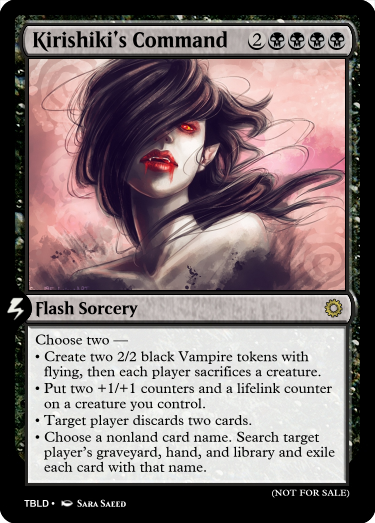 Kirishiki's Command 2
Flash Sorcery
Choose two —
• Create two 2/2 black Vampire tokens with
flying, then each player sacrifices a creature.
• Put two +1/+1 counters and a lifelink counter
on a creature you control.
• Target player discards two cards.
• Choose a nonland card name. Search target
player's graveyard, hand, and library and exile
each card with that name.
(NOT FOR SALE)
TBLD • Sara Saeed